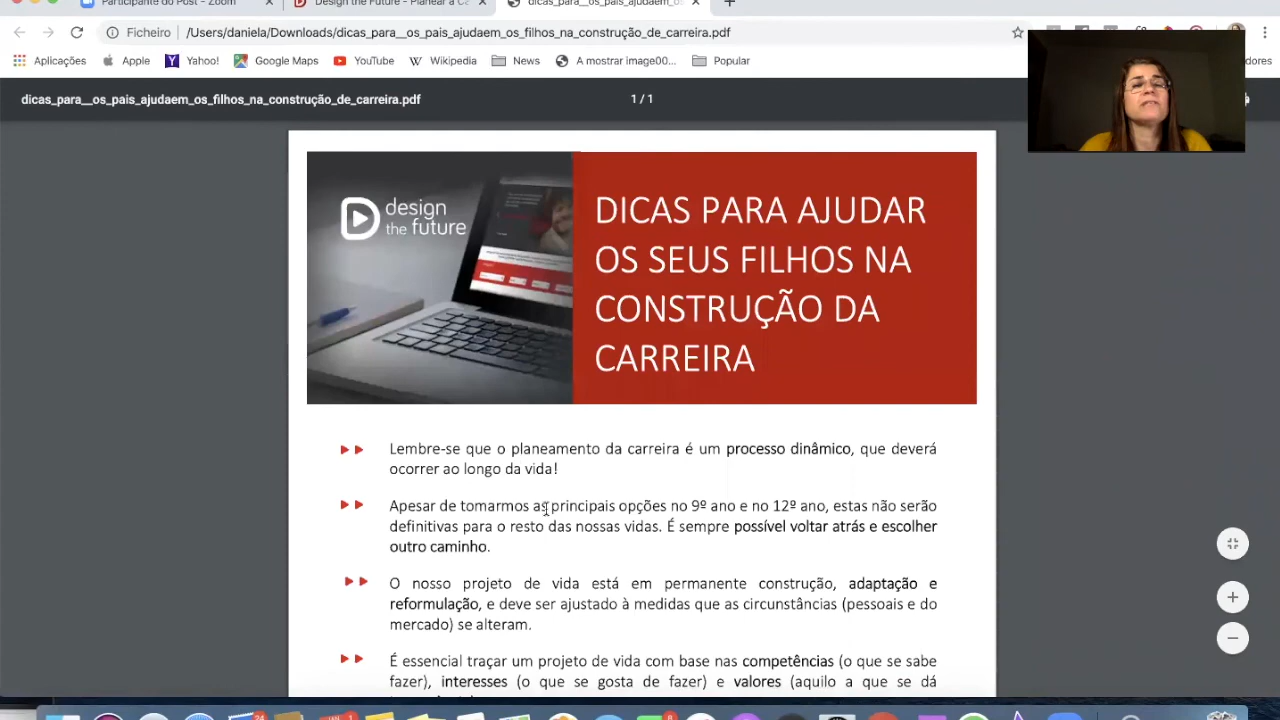 Participante do Post - Zoom
Design the Future - Planear a Ca
dicas_para__os_pais_ajudaem_os
Ficheiro
/Users/daniela/Downloads/dicas_para__os_pais_ajudaem_os_filhos_na_construção_de_carreira.pdf
Aplicações
Apple
Yahoo!
Google Maps
YouTube
Wikipedia
News
A mostrar image00...
Popular
dicas_para__os_pais_ajudaem_os_filhos_na_construção_de_carreira.pdf
1 / 1
design
the future
DICAS PARA AJUDAR
OS SEUS FILHOS NA
CONSTRUÇÃO DA
CARREIRA
Lembre-se que o planeamento da carreira é um processo dinâmico, que deverá
ocorrer ao longo da vida!
Apesar de tomarmos as principais opções no 9º ano e no 12º ano, estas não serão
definitivas para o resto das nossas vidas. É sempre possível voltar atrás e escolher
outro caminho.
O nosso projeto de vida está em permanente construção, adaptação e
reformulação, e deve ser ajustado à medidas que as circunstâncias (pessoais e do
mercado) se alteram.
É essencial traçar um projeto de vida com base nas competências (o que se sabe
fazer), interesses (o que se gosta de fazer) e valores (aquilo a que se dá